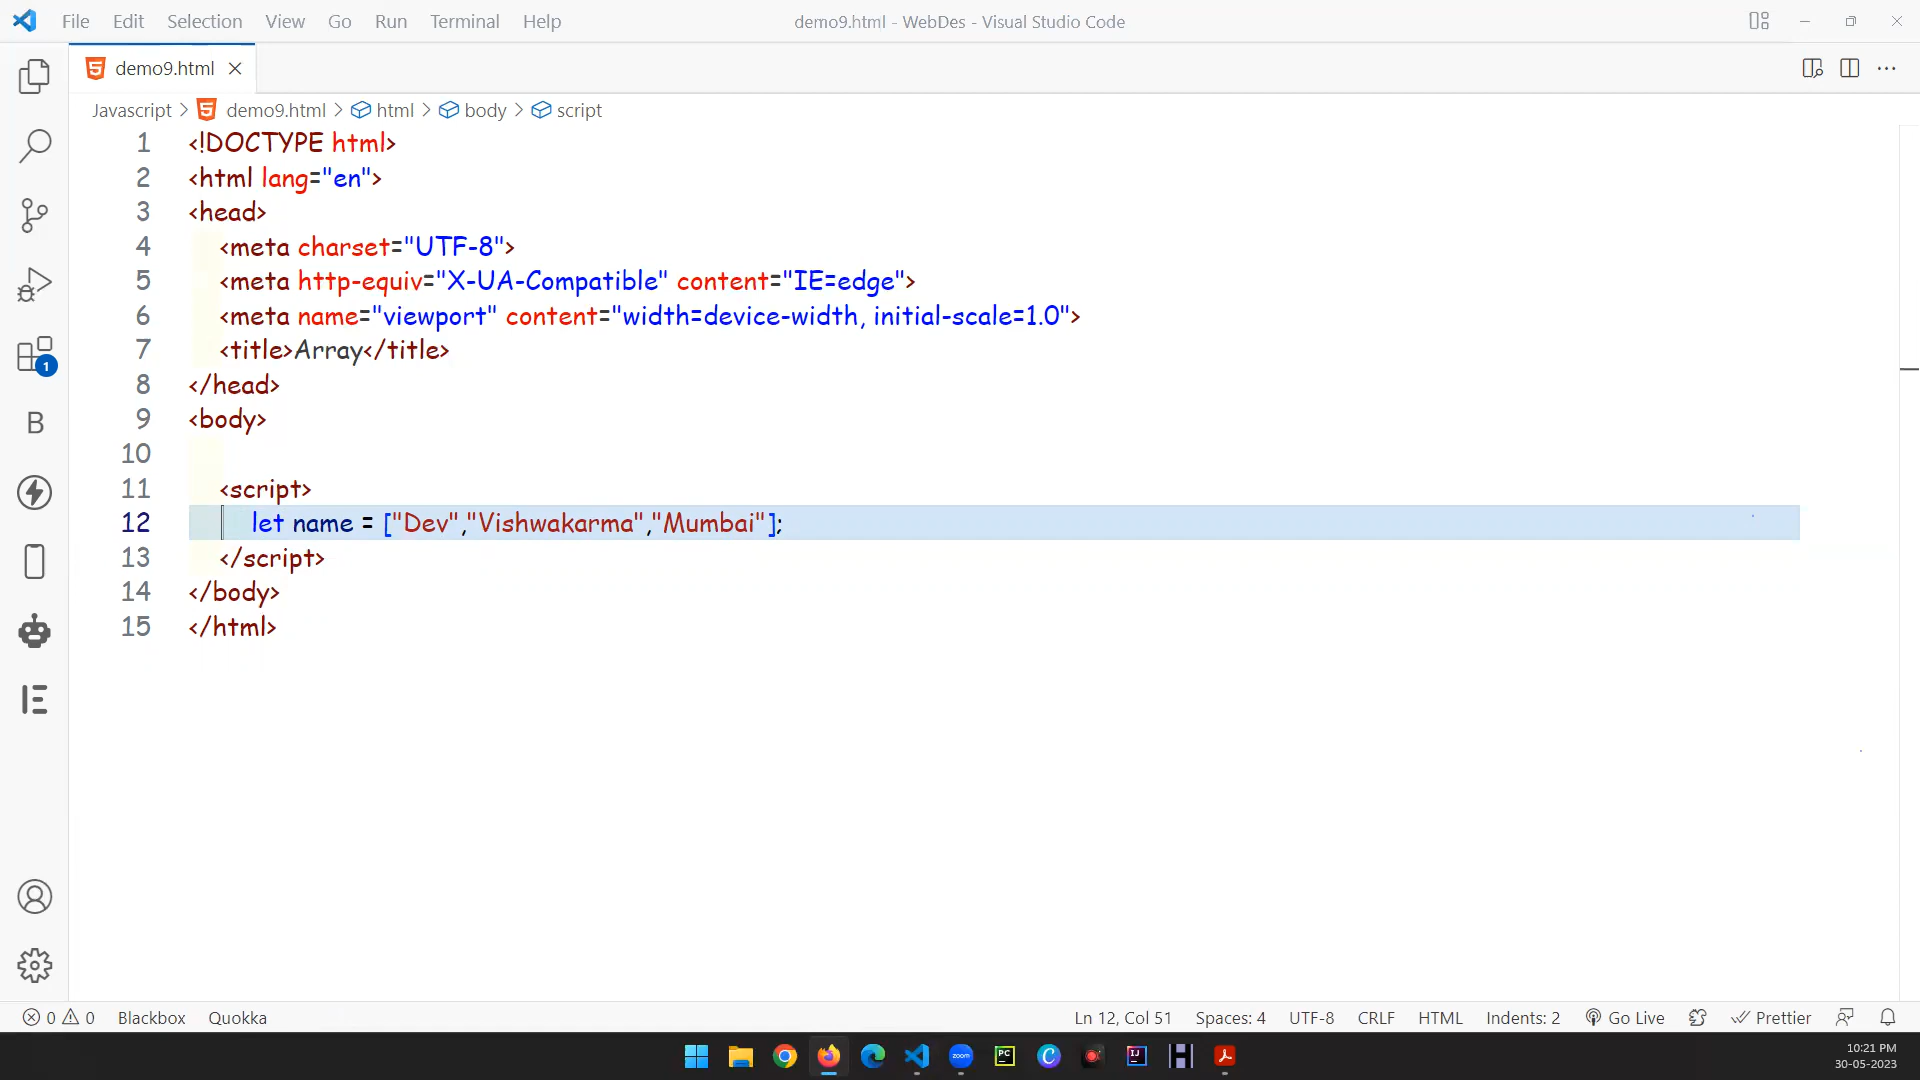 File Edit Selection View Go Run Terminal Help demo9.html - WebDes - Visual Studio Code
demo9.html
Javascript > demo9.html > html > body > script
1 <!DOCTYPE html>
2 <html lang="en">
3 <head>
4 <meta charset="UTF-8">
5 <meta http-equiv="X-UA-Compatible" content="IE=edge">
6 <meta name="viewport" content="width=device-width, initial-scale=1.0">
7 <title>Array</title>
8 </head>
9 <body>
10
11 <script>
12 let name = ["Dev","Vishwakarma","Mumbai"];
13 </script>
14 </body>
15 </html>
1
B
0 0 Blackbox Quokka Ln 12, Col 51 Spaces: 4 UTF-8 CRLF HTML Indents: 2 Go Live Prettier
zoom PC C IJ H
10:21 PM
30-05-2023